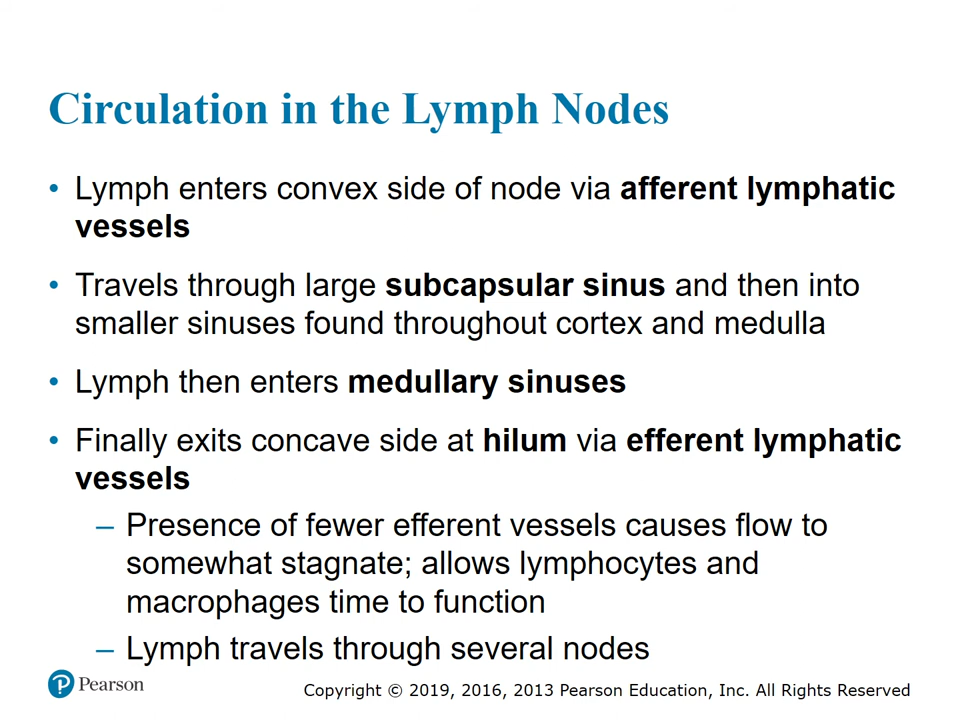 Circulation in the Lymph Nodes
• Lymph enters convex side of node via afferent lymphatic
vessels
• Travels through large subcapsular sinus and then into
smaller sinuses found throughout cortex and medulla
• Lymph then enters medullary sinuses
• Finally exits concave side at hilum via efferent lymphatic
vessels
– Presence of fewer efferent vessels causes flow to
somewhat stagnate; allows lymphocytes and
macrophages time to function
– Lymph travels through several nodes
P Pearson
Copyright © 2019, 2016, 2013 Pearson Education, Inc. All Rights Reserved